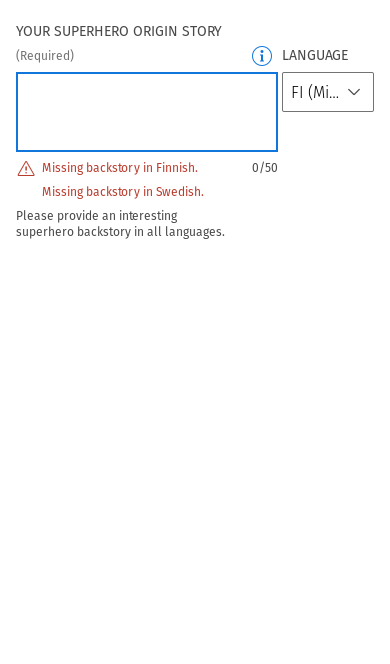 YOUR SUPERHERO ORIGIN STORY
(Required)
LANGUAGE
FI (Mi...
Missing backstory in Finnish.
0/50
Missing backstory in Swedish.
Please provide an interesting
superhero backstory in all languages.